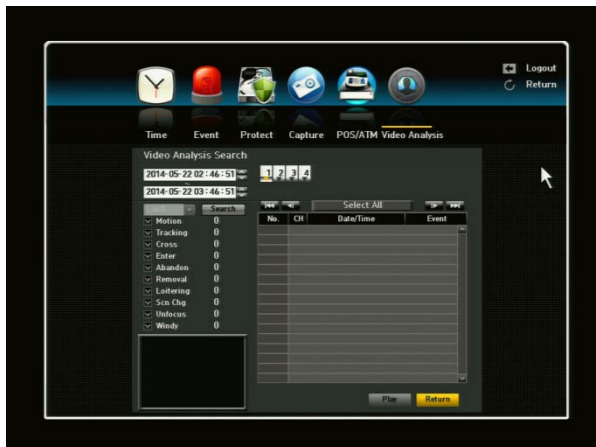 Logout
Return
Time Event Protect Capture POS/ATM Video Analysis
Video Analysis Search
2014-05-22 02:46:51
~
2014-05-22 03:46:51
1 2 3 4
Search
Select All
No. CH Date/Time Event
Motion 0
Tracking 0
Cross 0
Enter 0
Abandon 0
Removal 0
Loitering 0
Scn Chg 0
Unfocus 0
Windy 0
Play Return